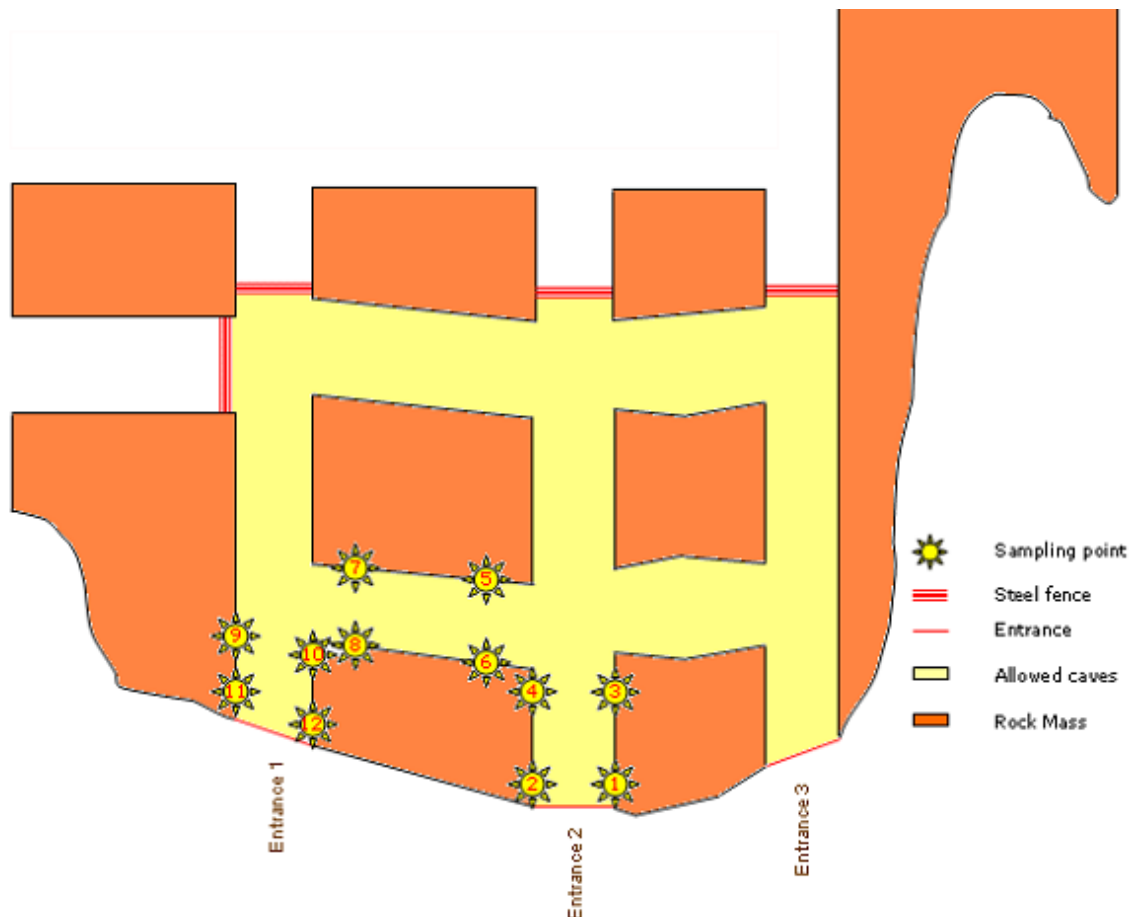 7
5
9
10
8
6
11
4
3
12
2
1
Sampling point
Steel fence
Entrance
Allowed caves
Rock Mass
Entrance 1
Entrance 2
Entrance 3